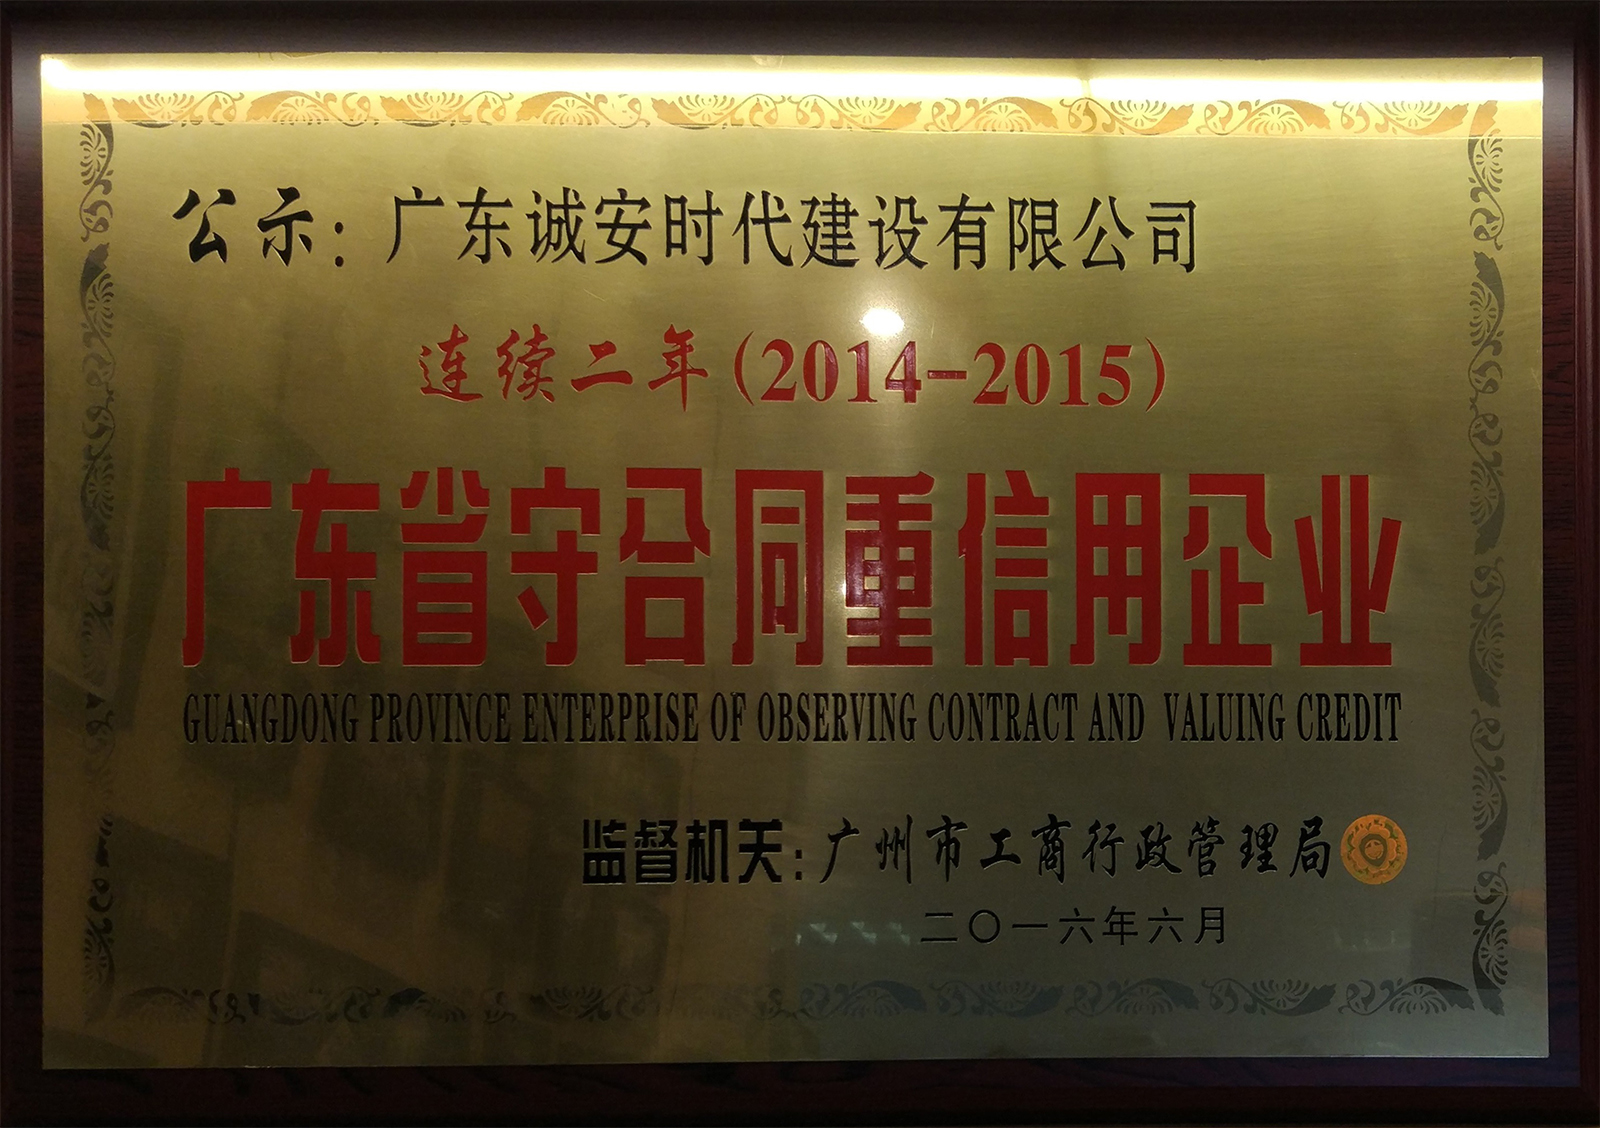 公示：广东诚安时代建设有限公司
连续二年(2014-2015)
广东省守合同重信用企业
GUANGDONG PROVINCE ENTERPRISE OF OBSERVING CONTRACT AND VALUING CREDIT
监督机关：广州市工商行政管理局
二〇一六年六月